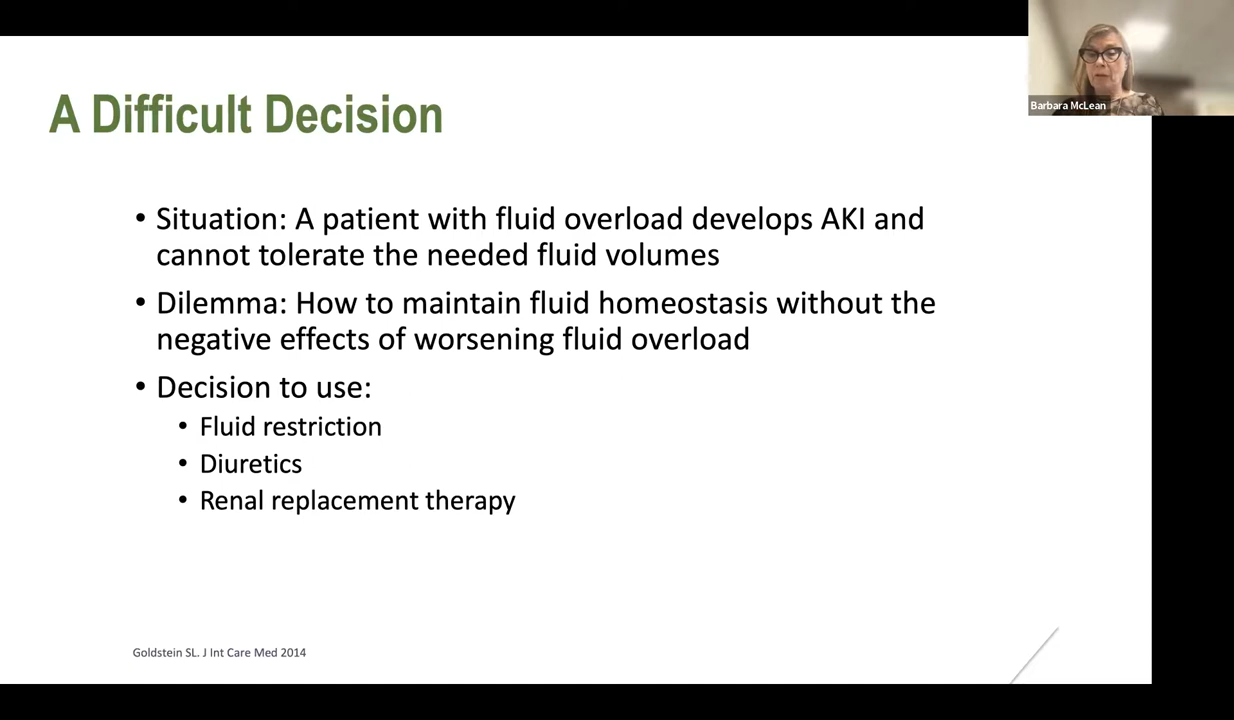 Barbara McLean
A Difficult Decision
• Situation: A patient with fluid overload develops AKI and
cannot tolerate the needed fluid volumes
• Dilemma: How to maintain fluid homeostasis without the
negative effects of worsening fluid overload
• Decision to use:
• Fluid restriction
• Diuretics
• Renal replacement therapy
Goldstein SL. J Int Care Med 2014